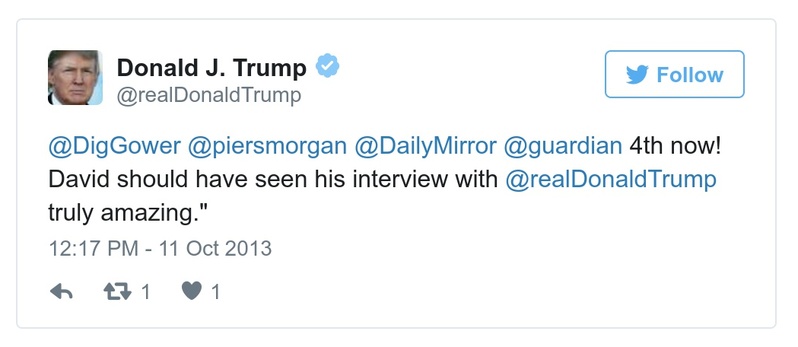 Donald J. Trump
@realDonaldTrump
Follow
@DigGower @piersmorgan @DailyMirror @guardian 4th now!
David should have seen his interview with @realDonaldTrump
truly amazing."
12:17 PM - 11 Oct 2013
1 1